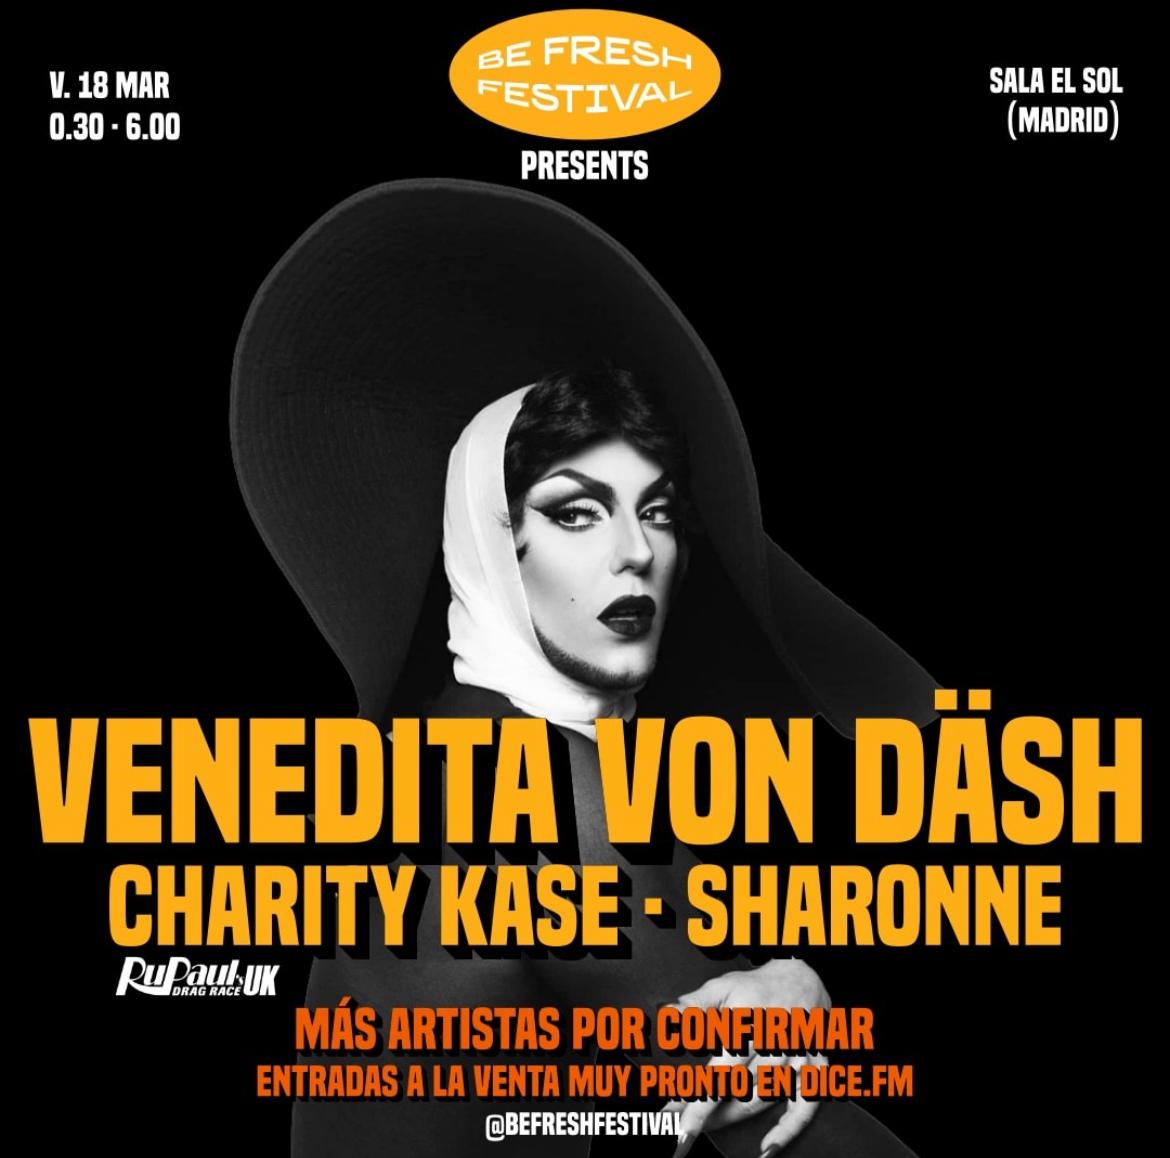 BE FRESH
FESTIVAL
PRESENTS
V. 18 MAR
0.30 · 6.00
SALA EL SOL
(MADRID)
VENEDITA VON DÄSH
CHARITY KASE · SHARONNE
RuPaul's UK
DRAG RACE
MÁS ARTISTAS POR CONFIRMAR
ENTRADAS A LA VENTA MUY PRONTO EN DICE.FM
@BEFRESHFESTIVAL